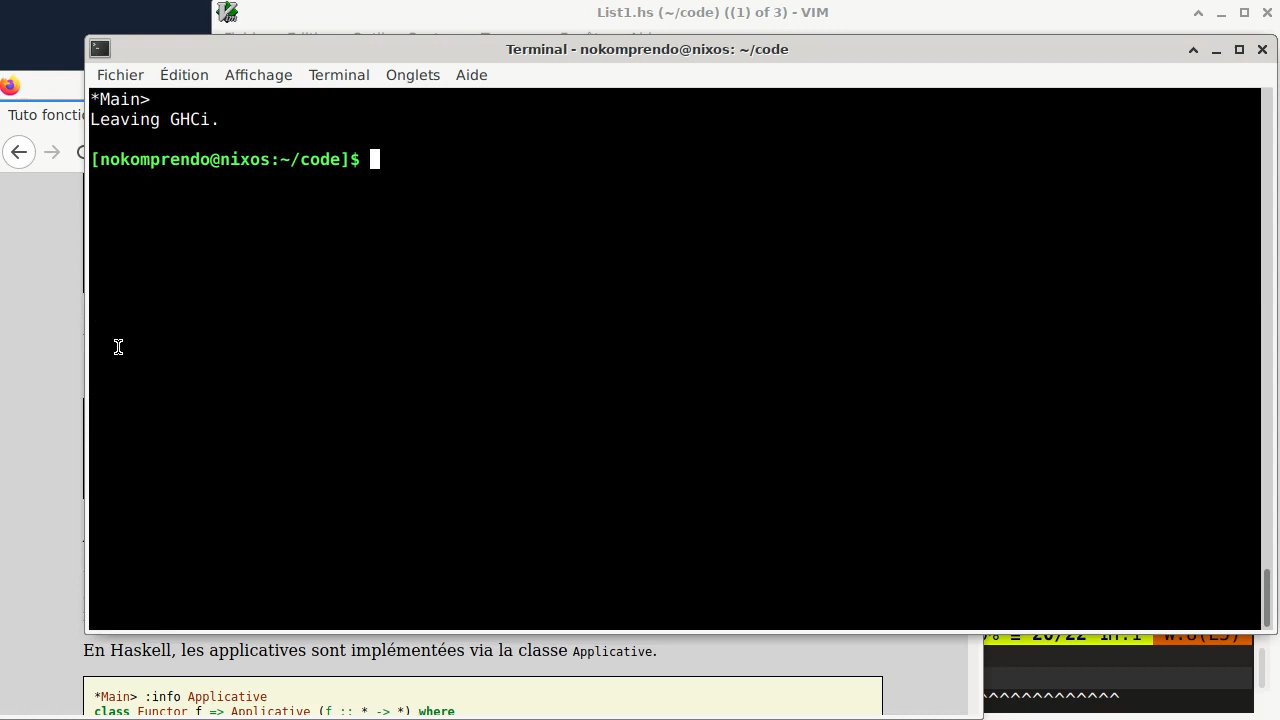 List1.hs (~/code) ((1) of 3) - VIM
Terminal - nokomprendo@nixos: ~/code
Fichier Édition Affichage Terminal Onglets Aide
*Main>
Leaving GHCi.
[nokomprendo@nixos:~/code]$
Tuto foncti
En Haskell, les applicatives sont implémentées via la classe Applicative.
*Main> :info Applicative
class Functor f => Applicative (f :: * -> *) where
^^^^^^^^^^^^^